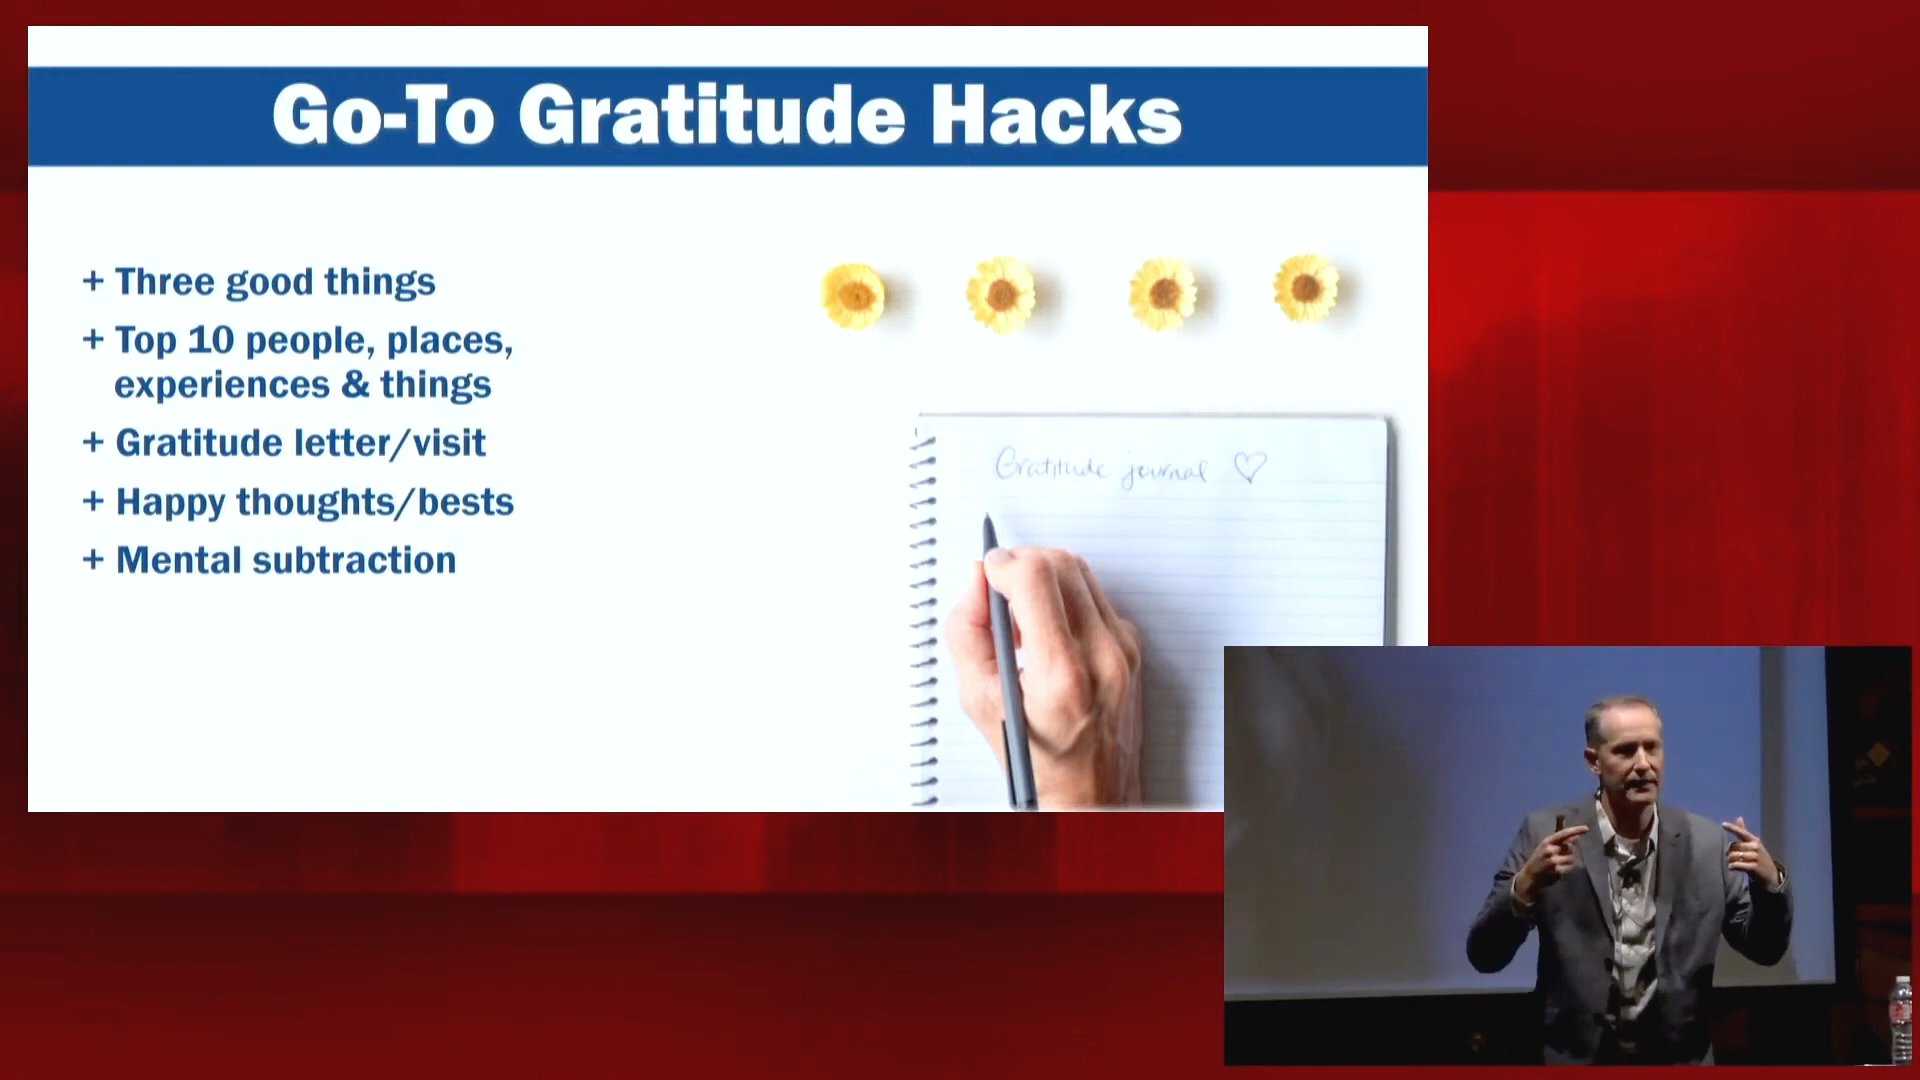 Go-To Gratitude Hacks
+ Three good things
+ Top 10 people, places,
experiences & things
+ Gratitude letter/visit
+ Happy thoughts/bests
+ Mental subtraction
Gratitude journal ♡